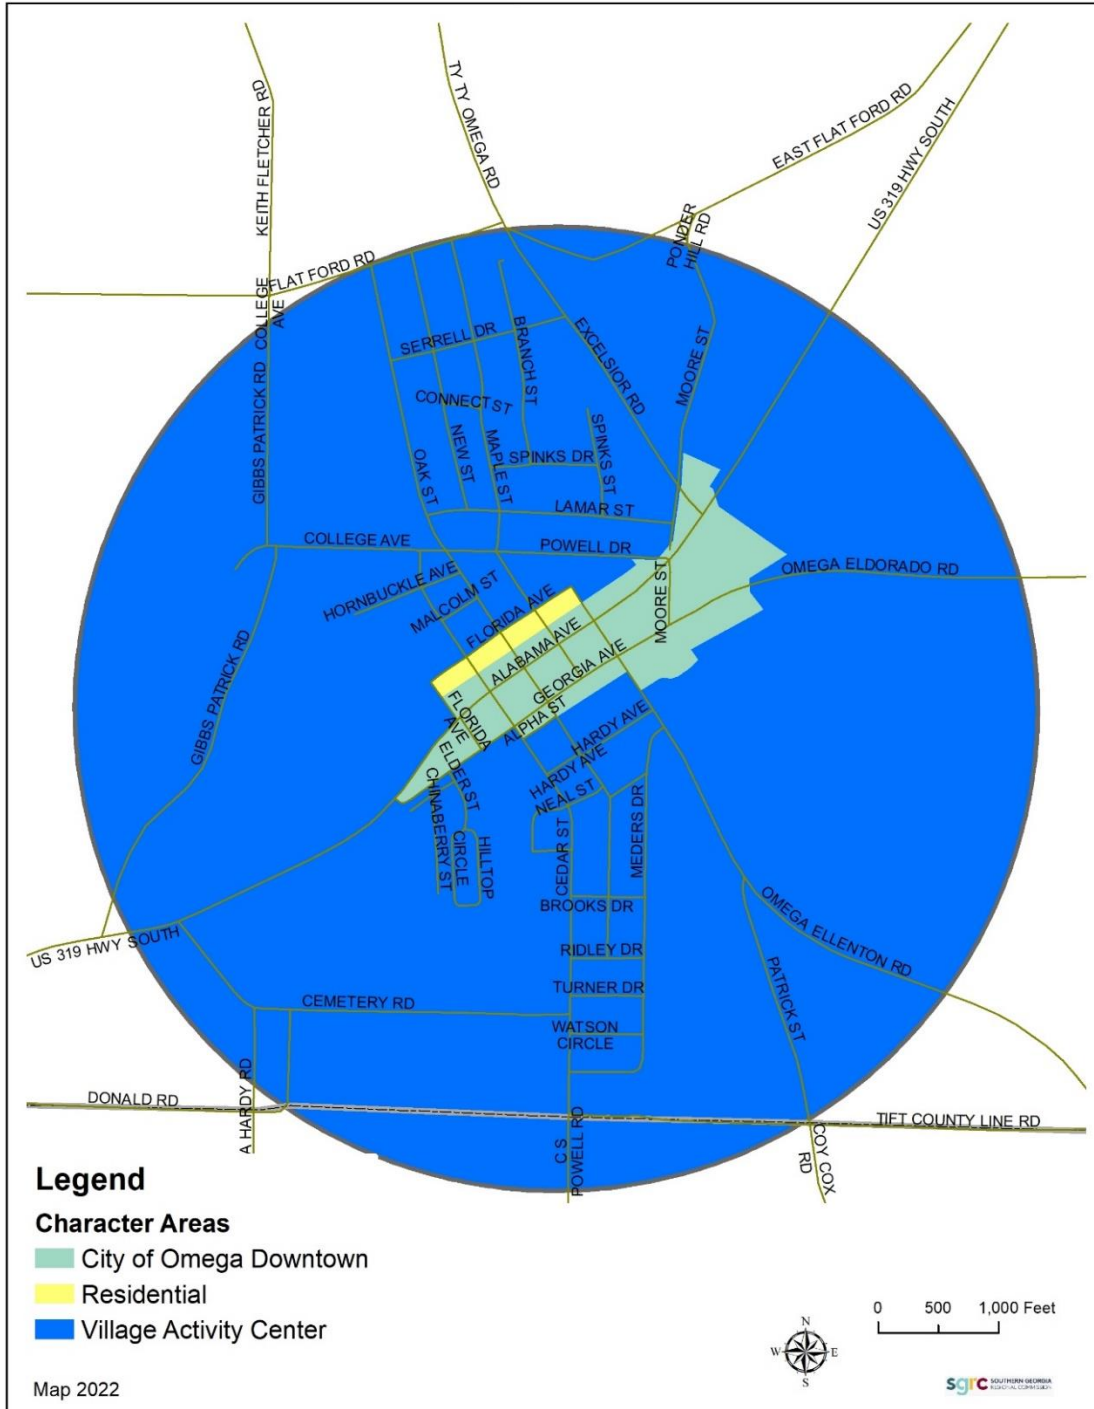 KEITH FLETCHER RD
TY TY OMEGA RD
EAST FLAT FORD RD
US 319 HWY SOUTH
PONDER
HILL RD
FLAT FORD RD
COLLEGE
AVE
GIBBS PATRICK RD
SERRELL DR
BRANCH ST
EXCELSIOR RD
MOORE ST
CONNECT ST
NEW ST
MAPLE ST
OAK ST
SPINKS DR
SPINKS ST
LAMAR ST
COLLEGE AVE
POWELL DR
OMEGA ELDORADO RD
HORNBUCKLE AVE
MALCOLM ST
FLORIDA AVE
ALABAMA AVE
MOORE ST
GEORGIA AVE
GIBBS PATRICK RD
FLORIDA
AVE
ALPHA ST
HARDY AVE
HARDY AVE
ELDER ST
NEAL ST
CHINABERRY ST
CIRCLE
HILLTOP
CEDAR ST
MEDERS DR
BROOKS DR
OMEGA ELLENTON RD
US 319 HWY SOUTH
RIDLEY DR
PATRICK ST
TURNER DR
CEMETERY RD
WATSON
CIRCLE
A HARDY RD
DONALD RD
TIFT COUNTY LINE RD
C S
POWELL RD
COY COX
RD
Legend
Character Areas
City of Omega Downtown
Residential
Village Activity Center
0 500 1,000 Feet
N
W E
S
Map 2022
sgrc SOUTHERN GEORGIA
REGIONAL COMMISSION